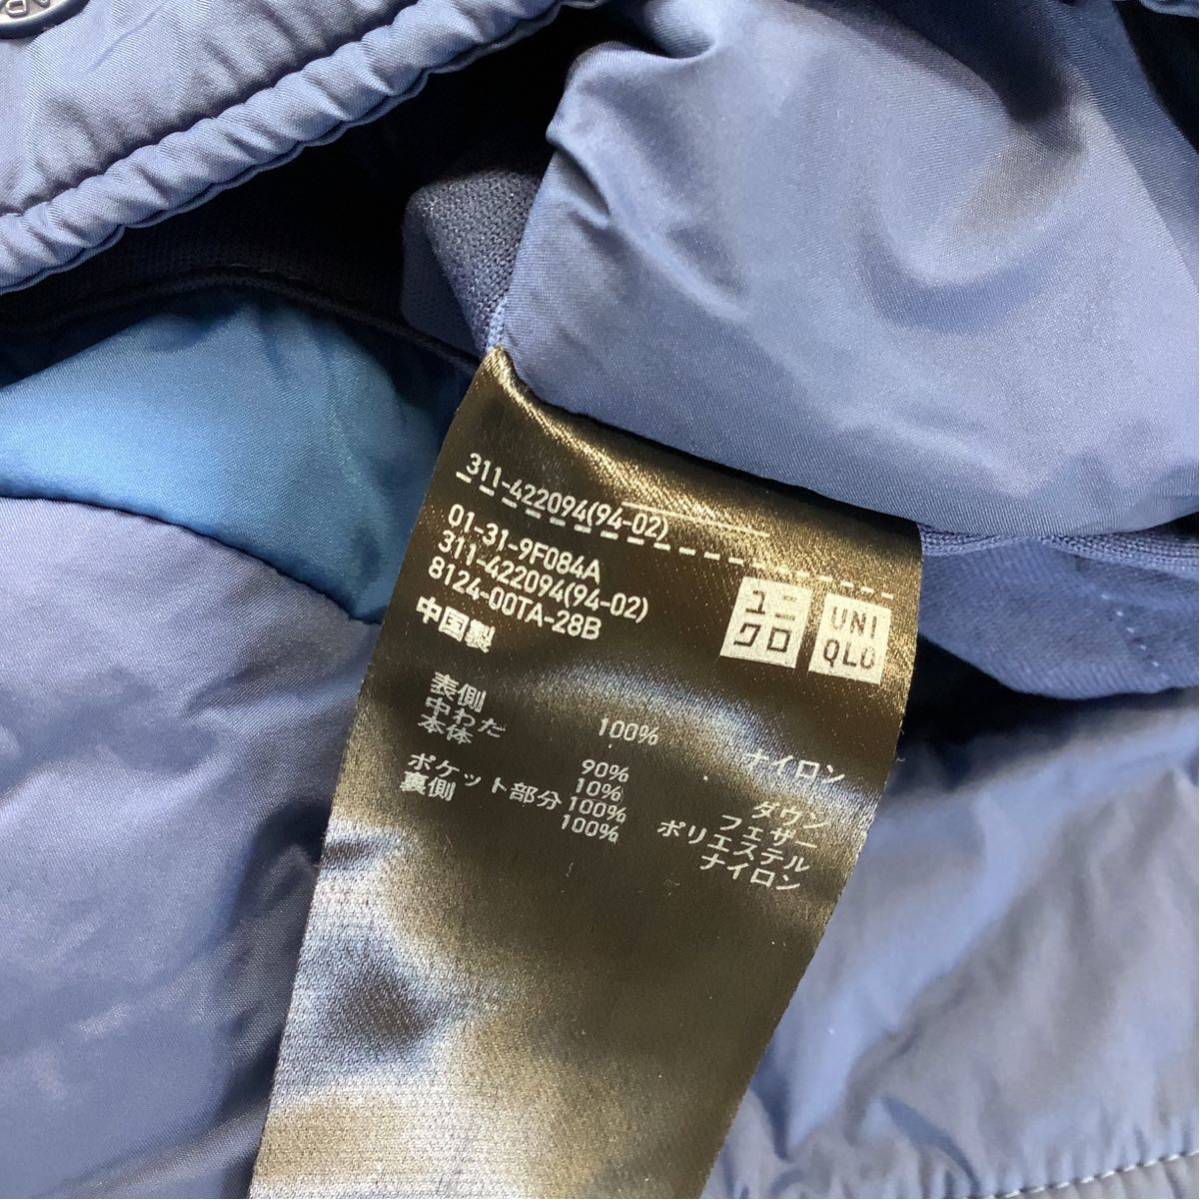 311-422094(94-02)
01-31-9F084A
311-422094(94-02)
8124-00TA-28B
中国製
ユニクロ
UNIQLO
表側 100% ナイロン
中わた
本体 90% ダウン
10% フェザー
ポケット部分 100% ポリエステル
裏側 100% ナイロン